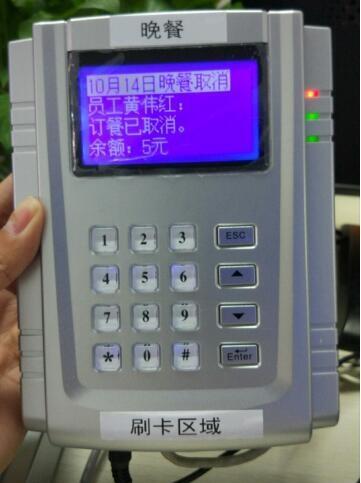 晚餐
10月14日晚餐取消
员工黄伟红：
订餐已取消。
余额：5元
1 2 3 ESC
4 5 6
7 8 9
* 0 # Enter
刷卡区域